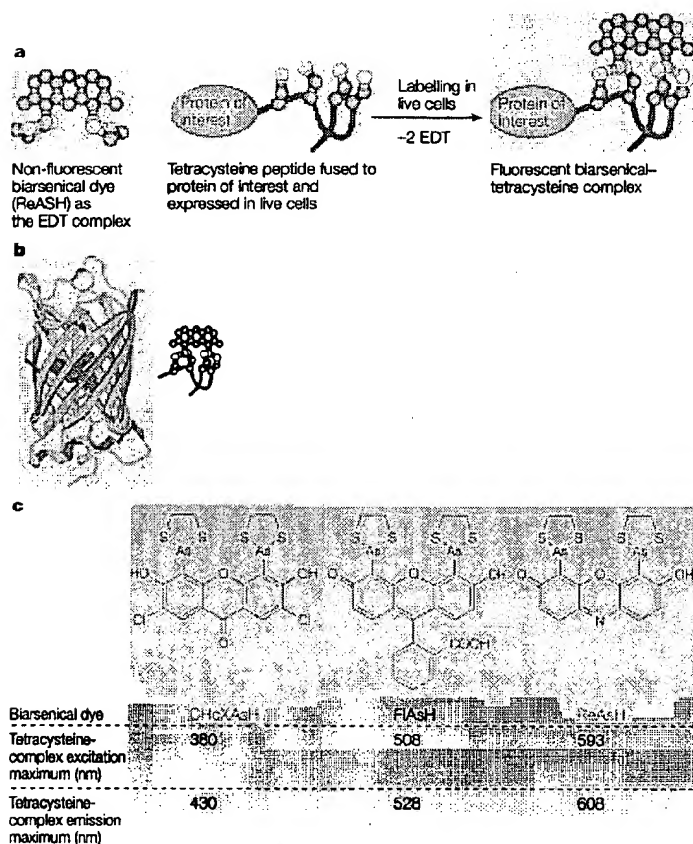 a
Protein of
interest
Labelling in
live cells
–2 EDT
Protein of
interest
Non-fluorescent
biarsenical dye
(ReASH) as
the EDT complex
Tetracysteine peptide fused to
protein of interest and
expressed in live cells
Fluorescent biarsenical–
tetracysteine complex
b
c
S S S S S S S S
As As As As As As
HO O OH O O OH O O OH
Cl Cl N
O COOH
Biarsenical dye FlAsH ReAsH
Tetracysteine-
complex excitation
maximum (nm)
380 508 593
Tetracysteine-
complex emission
maximum (nm)
430 528 608